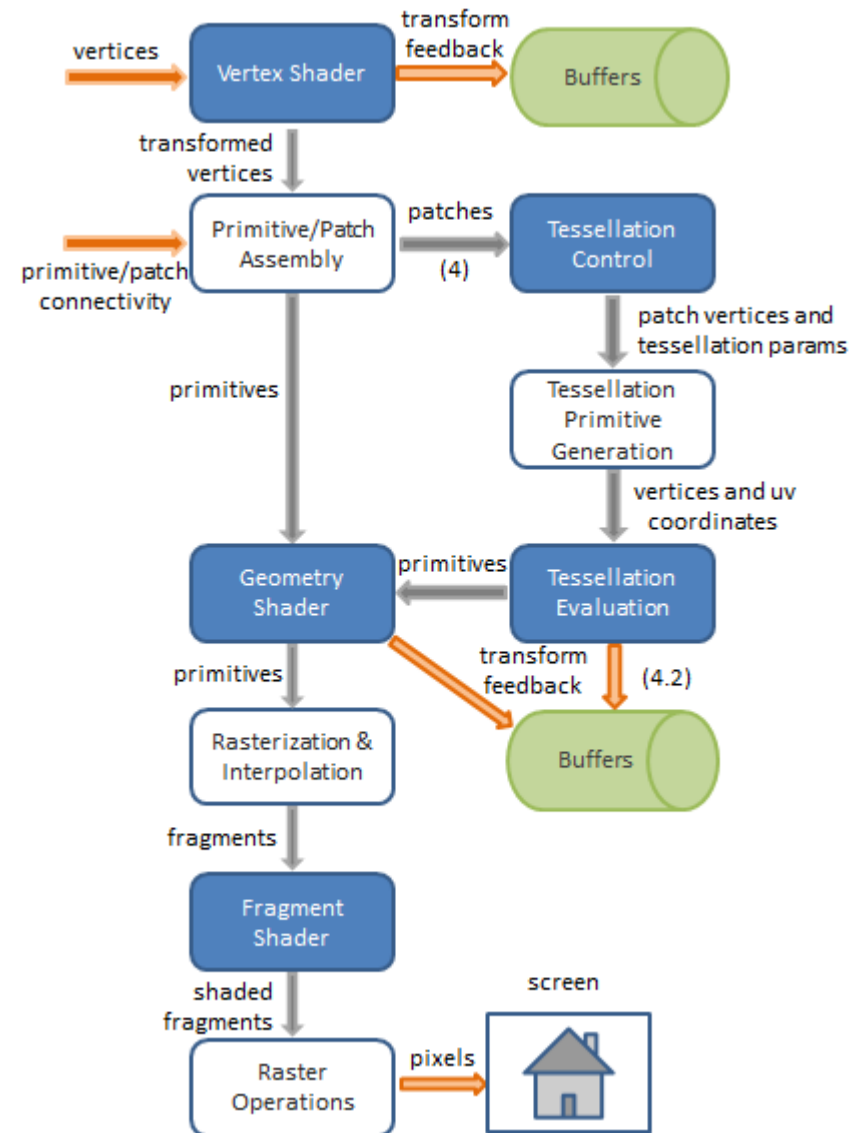 transform
feedback
vertices
Vertex Shader
Buffers
transformed
vertices
patches
Primitive/Patch
Assembly
Tessellation
Control
(4)
primitive/patch
connectivity
patch vertices and
tessellation params
primitives
Tessellation
Primitive
Generation
vertices and uv
coordinates
primitives
Geometry
Shader
Tessellation
Evaluation
transform
feedback
(4.2)
primitives
Rasterization &
Interpolation
Buffers
fragments
Fragment
Shader
shaded
fragments
screen
pixels
Raster
Operations